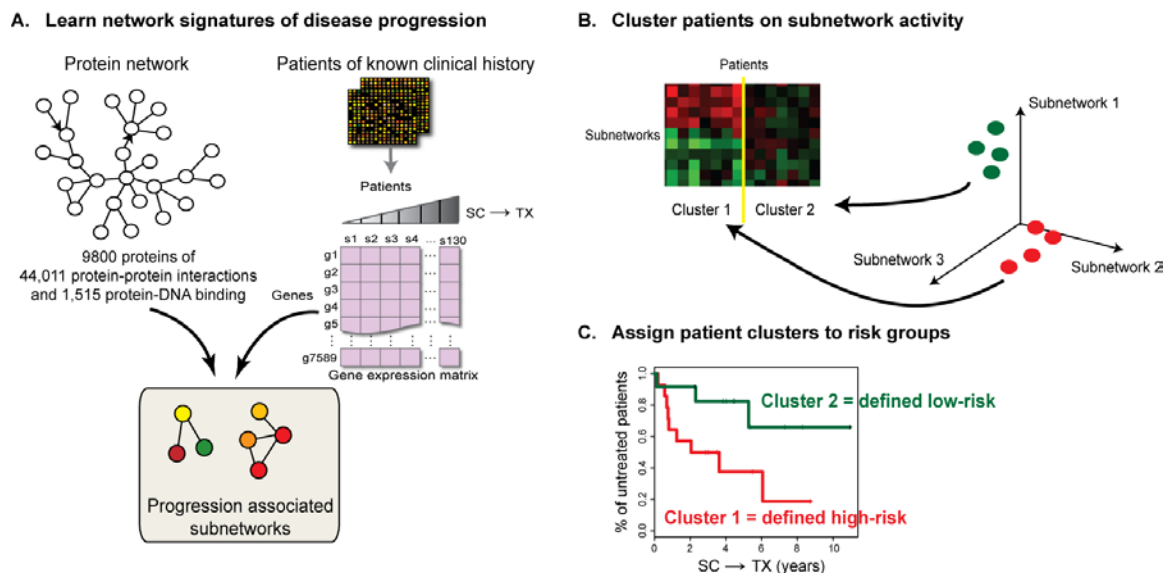 A. Learn network signatures of disease progression
Protein network
Patients of known clinical history
Patients
SC → TX
s1 s2 s3 s4 ... s130
g1
g2
g3
g4
g5
g7589
Genes
Gene expression matrix
9800 proteins of
44,011 protein-protein interactions
and 1,515 protein-DNA binding
Progression associated
subnetworks
B. Cluster patients on subnetwork activity
Patients
Subnetworks
Cluster 1 Cluster 2
Subnetwork 1
Subnetwork 2
Subnetwork 3
C. Assign patient clusters to risk groups
% of untreated patients
1.0
0.8
0.6
0.4
0.2
0.0
Cluster 2 = defined low-risk
Cluster 1 = defined high-risk
0 2 4 6 8 10
SC → TX (years)